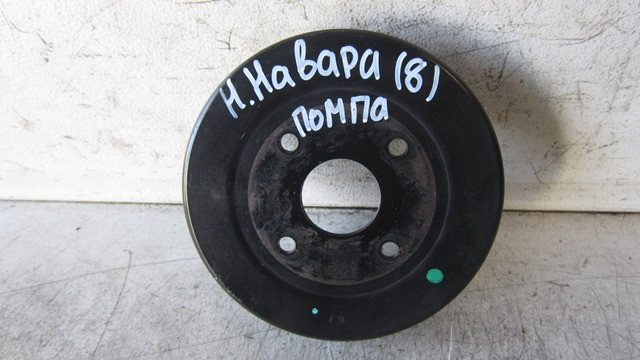 Н. Навара (8)
помпа